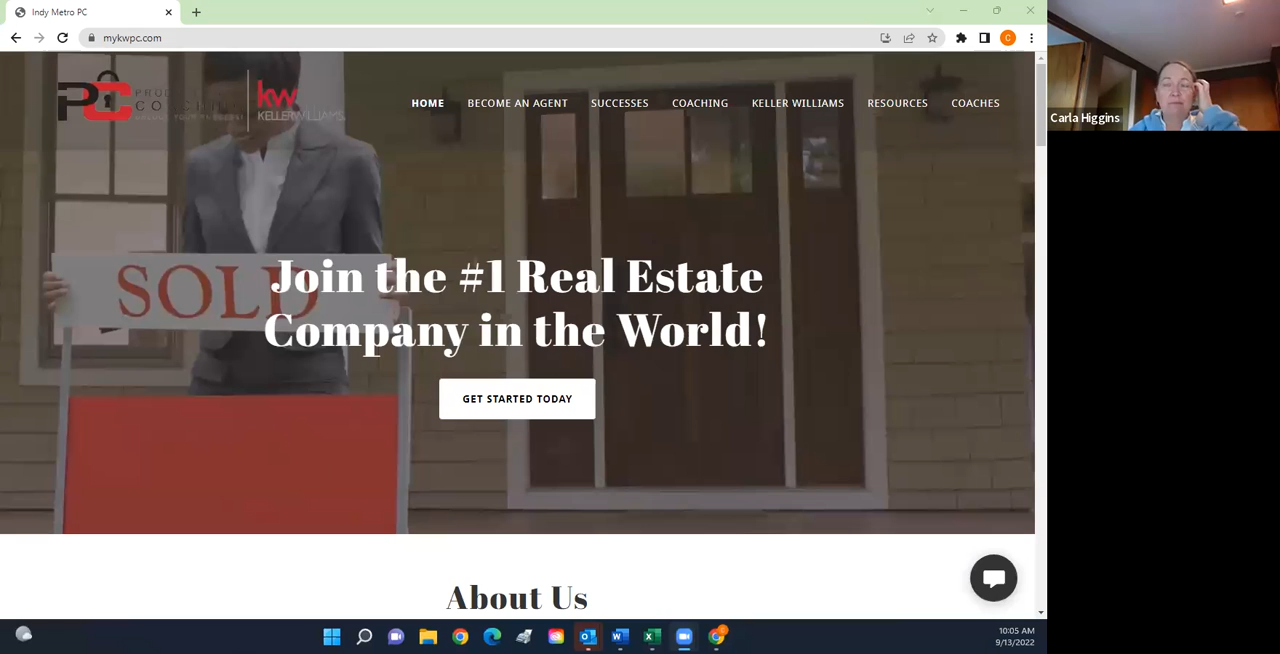 Indy Metro PC
mykwpc.com
C
Carla Higgins
PC
COACHING
kw
KELLERWILLIAMS.
HOME
BECOME AN AGENT
SUCCESSES
COACHING
KELLER WILLIAMS
RESOURCES
COACHES
SOLD
Join the #1 Real Estate
Company in the World!
GET STARTED TODAY
About Us
10:05 AM
9/13/2022